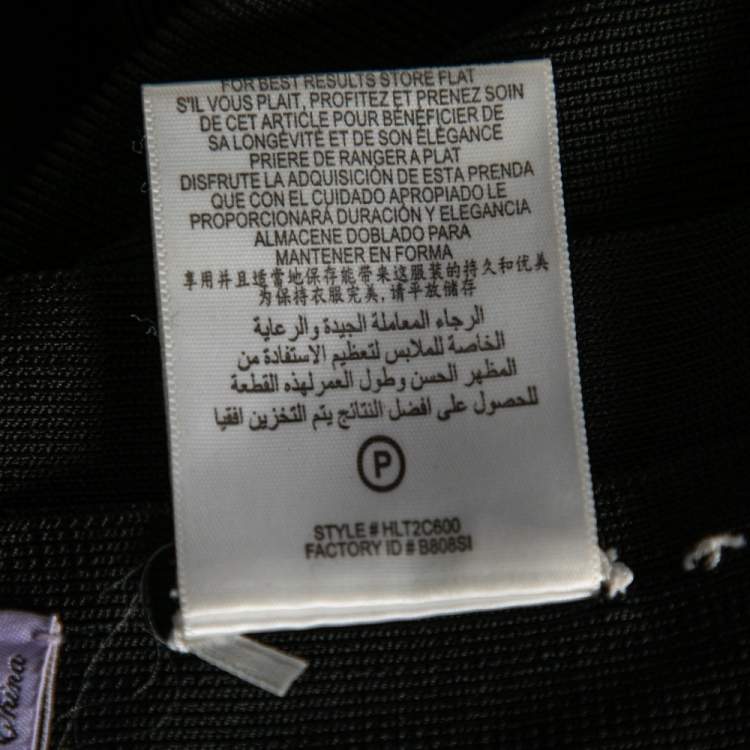 FOR BEST RESULTS STORE FLAT
S'IL VOUS PLAIT, PROFITEZ ET PRENEZ SOIN
DE CET ARTICLE POUR BÉNÉFICIER DE
SA LONGÉVITÉ ET DE SON ÉLÉGANCE
PRIERE DE RANGER A PLAT
DISFRUTE LA ADQUISICIÓN DE ESTA PRENDA
QUE CON EL CUIDADO APROPIADO LE
PROPORCIONARÁ DURACIÓN Y ELEGANCIA
ALMACENE DOBLADO PARA
MANTENER EN FORMA
享用并且适當地保存能带来这服装的持久和优美
为保持衣服完美,请平放储存
الرجاء المعاملة الجيدة والرعاية
الخاصة للملابس لتعظيم الاستفادة من
المظهر الحسن وطول العمر لهذه القطعة
للحصول على افضل النتائج يتم التخزين افقيا
P
STYLE # HLT2C600
FACTORY ID # B808SI
China